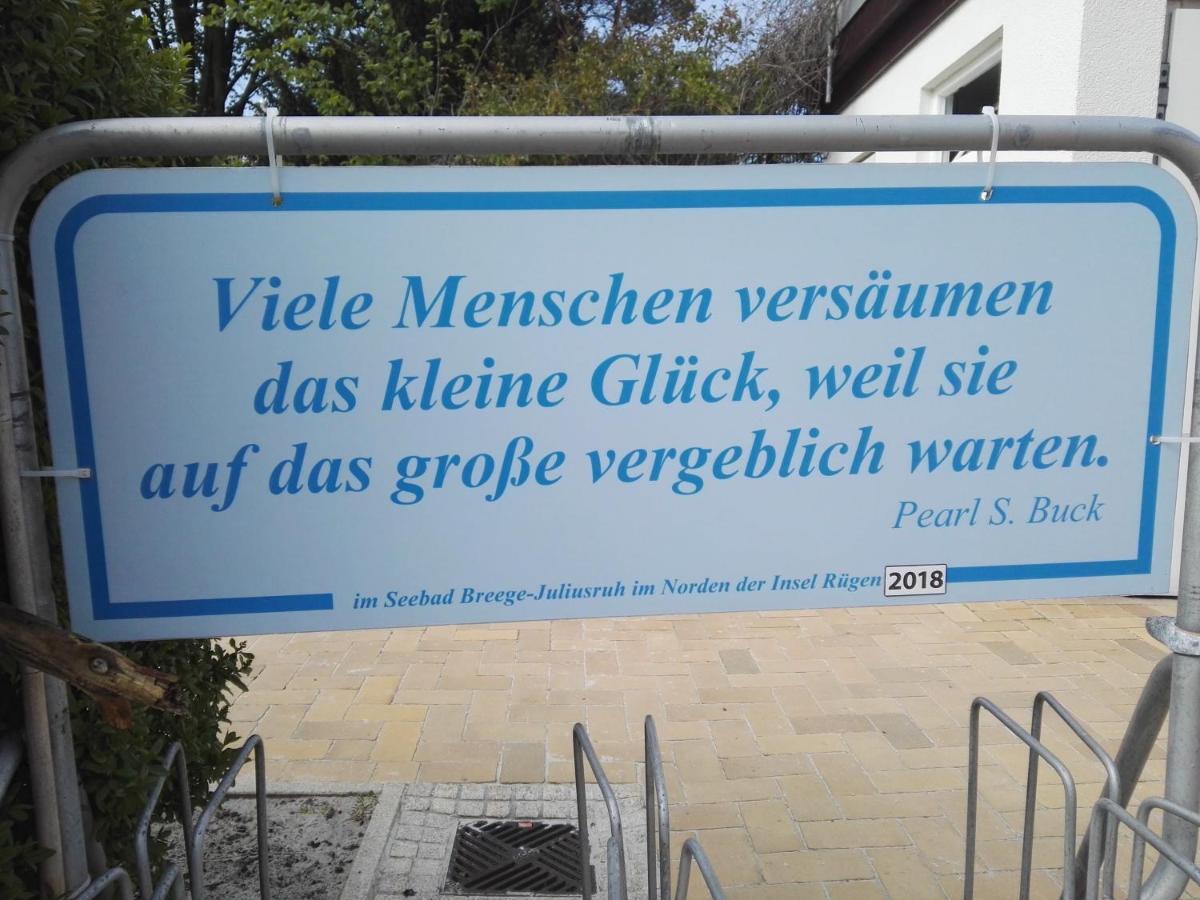 Viele Menschen versäumen
das kleine Glück, weil sie
auf das große vergeblich warten.
Pearl S. Buck
im Seebad Breege-Juliusruh im Norden der Insel Rügen 2018